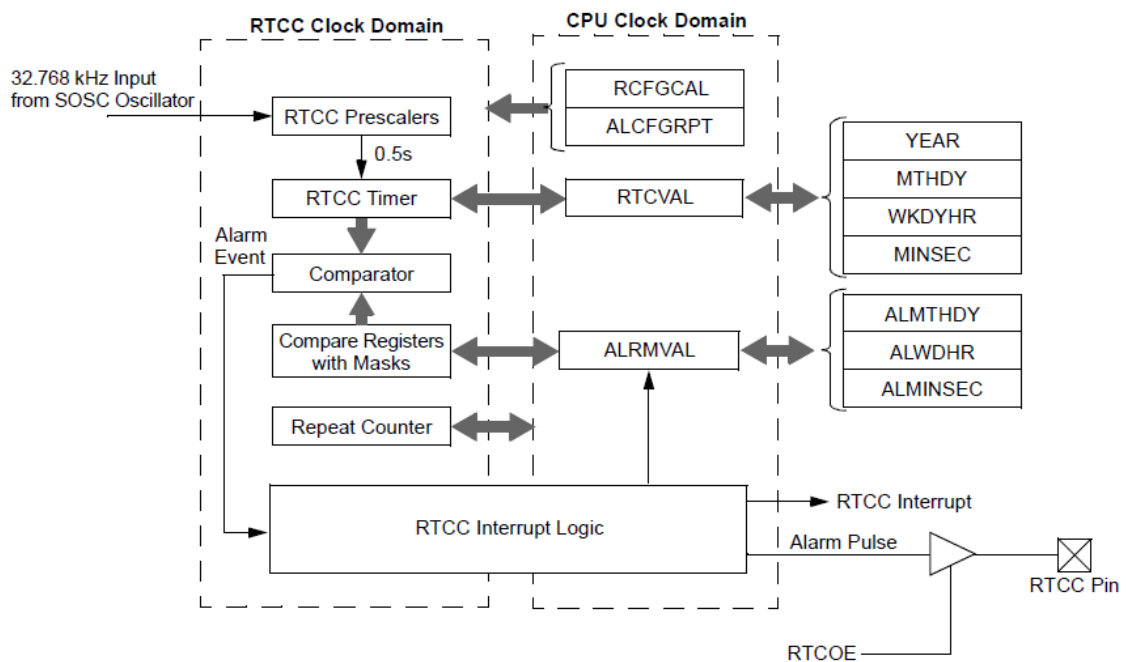 RTCC Clock Domain
CPU Clock Domain
32.768 kHz Input
from SOSC Oscillator
RTCC Prescalers
0.5s
RTCC Timer
Alarm
Event
Comparator
Compare Registers
with Masks
Repeat Counter
RCFGCAL
ALCFGRPT
RTCVAL
YEAR
MTHDY
WKDYHR
MINSEC
ALRMVAL
ALMTHDY
ALWDHR
ALMINSEC
RTCC Interrupt Logic
RTCC Interrupt
Alarm Pulse
RTCC Pin
RTCOE